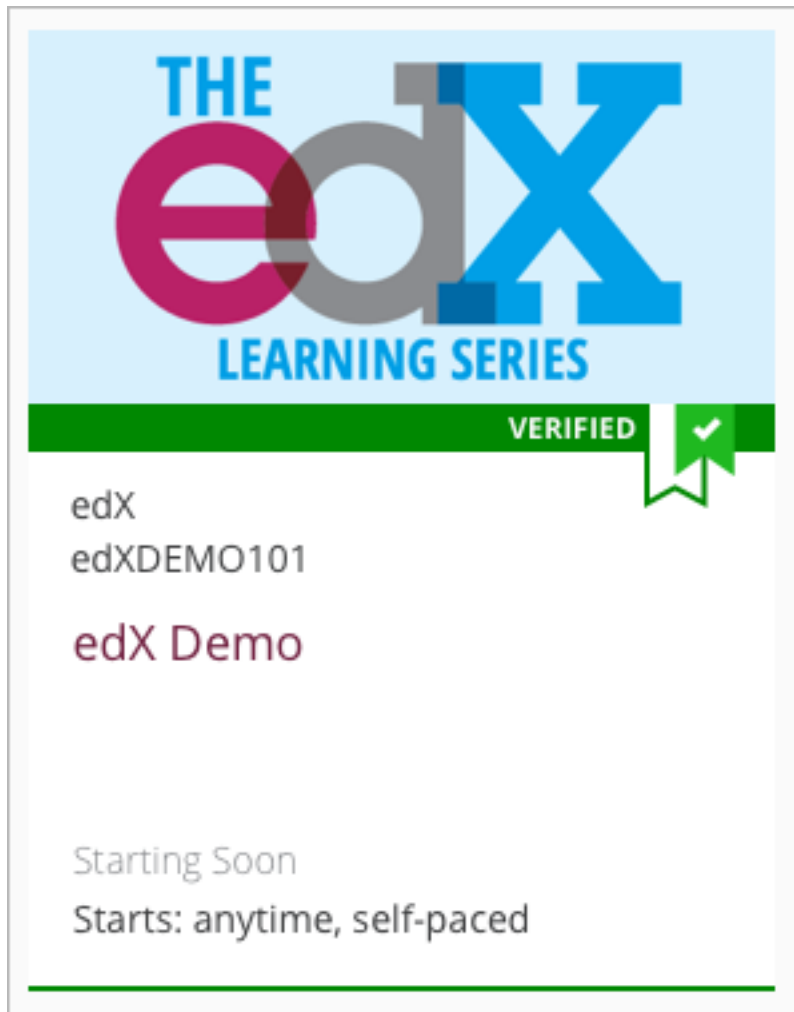 THE
edX
LEARNING SERIES
VERIFIED
edX
edXDEMO101
edX Demo
Starting Soon
Starts: anytime, self-paced